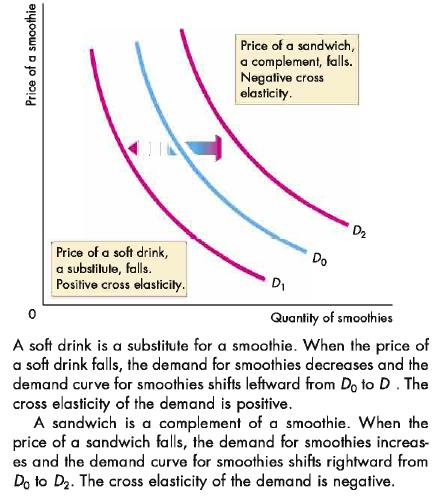 Price of a smoothie
Price of a sandwich,
a complement, falls.
Negative cross
elasticity.
D2
D0
Price of a soft drink,
a substitute, falls.
Positive cross elasticity.
D1
0
Quantity of smoothies
A soft drink is a substitute for a smoothie. When the price of
a soft drink falls, the demand for smoothies decreases and the
demand curve for smoothies shifts leftward from D0 to D . The
cross elasticity of the demand is positive.
A sandwich is a complement of a smoothie. When the
price of a sandwich falls, the demand for smoothies increas-
es and the demand curve for smoothies shifts rightward from
D0 to D2. The cross elasticity of the demand is negative.